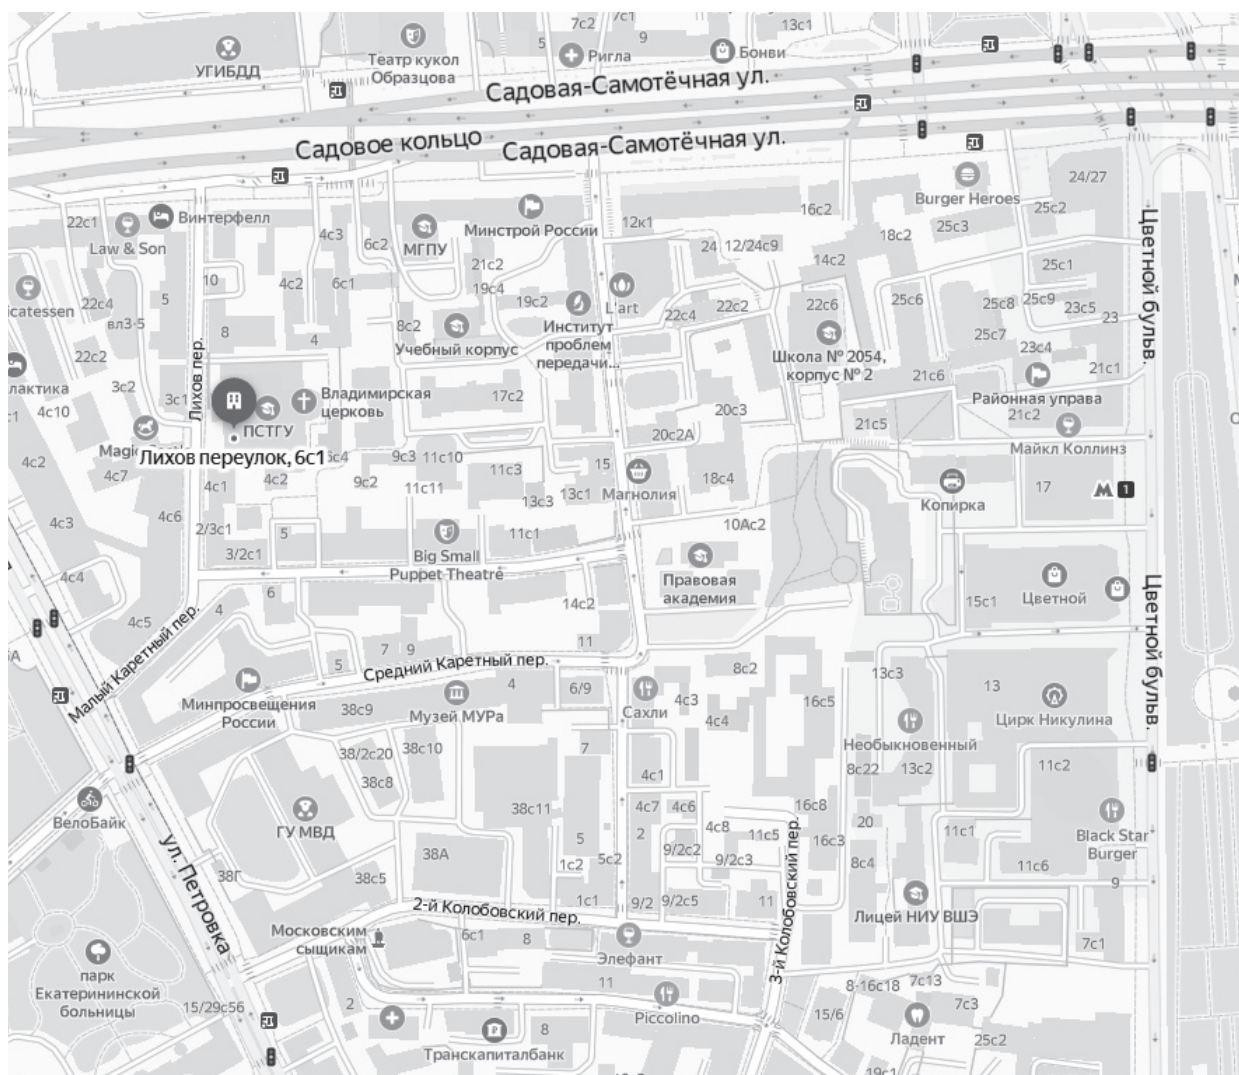 7с2
7с1
13с1
5
9
УГИБДД
Театр кукол
Образцова
Ригла
Бонви
Садовая-Самотёчная ул.
Садовое кольцо
Садовая-Самотёчная ул.
24/27
Burger Heroes
25с2
22с1
Винтерфелл
Law & Son
4с3
6с2
МГПУ
Минстрой России
12к1
16с2
18с2
25с3
Цветной бульв.
24
12/24с9
14с2
21с2
25с1
10
4с2
6с1
19с4
19с2
L'art
icatessen
22с4
5
вл3-5
22с4
22с2
22с6
25с6
25с8
25с9
23с5
23
8
8с2
Учебный корпус
Институт
проблем
передачи...
Школа № 2054,
корпус № 2
25с7
23с4
Лихов пер.
4
22с2
лактика
3с2
3с1
Владимирская
церковь
17с2
21с6
21с1
Районная управа
4с10
ПСТГУ
20с3
21с5
21с2
Майкл Коллинз
20с2А
4с2
4с7
Лихов переулок, 6с1
9с3
11с10
11с3
15
4с1
4с2
9с2
11с11
13с3
13с1
Магнолия
18с4
Копирка
17
1
4с3
4с6
2/3с1
5
10Ас2
3/2с1
Big Small
Puppet Theatre
11с1
Правовая
академия
4с4
Цветной
15с1
6
14с2
4с5
4
Малый Каретный пер.
7
9
11
5
Средний Каретный пер.
Цветной бульв.
8с2
13с3
13
Минпросвещения
России
4
6/9
4с3
16с5
38с9
Музей МУРа
Сахли
4с4
Цирк Никулина
Необыкновенный
38/2с20
38с10
7
38с8
4с1
8с22
13с2
11с2
ВелоБайк
ГУ МВД
38с11
4с7
4с6
16с8
5
2
4с8
11с5
16с3
20
11с1
Black Star
Burger
38А
9/2с2
9/2с3
8с4
11с6
38Г
38с5
1с2
5с2
9
ул. Петровка
1с1
9/2
9/2с5
11
Лицей НИУ ВШЭ
2-й Колобовский пер.
3-й Колобовский пер.
Московским
сыщикам
6с1
8
Элефант
7с1
парк
Екатерининской
больницы
15/29с56
2
11
Piccolino
8-16с18
7с13
7с3
15/6
Транскапиталбанк
8
Ладент
25с2
19с1